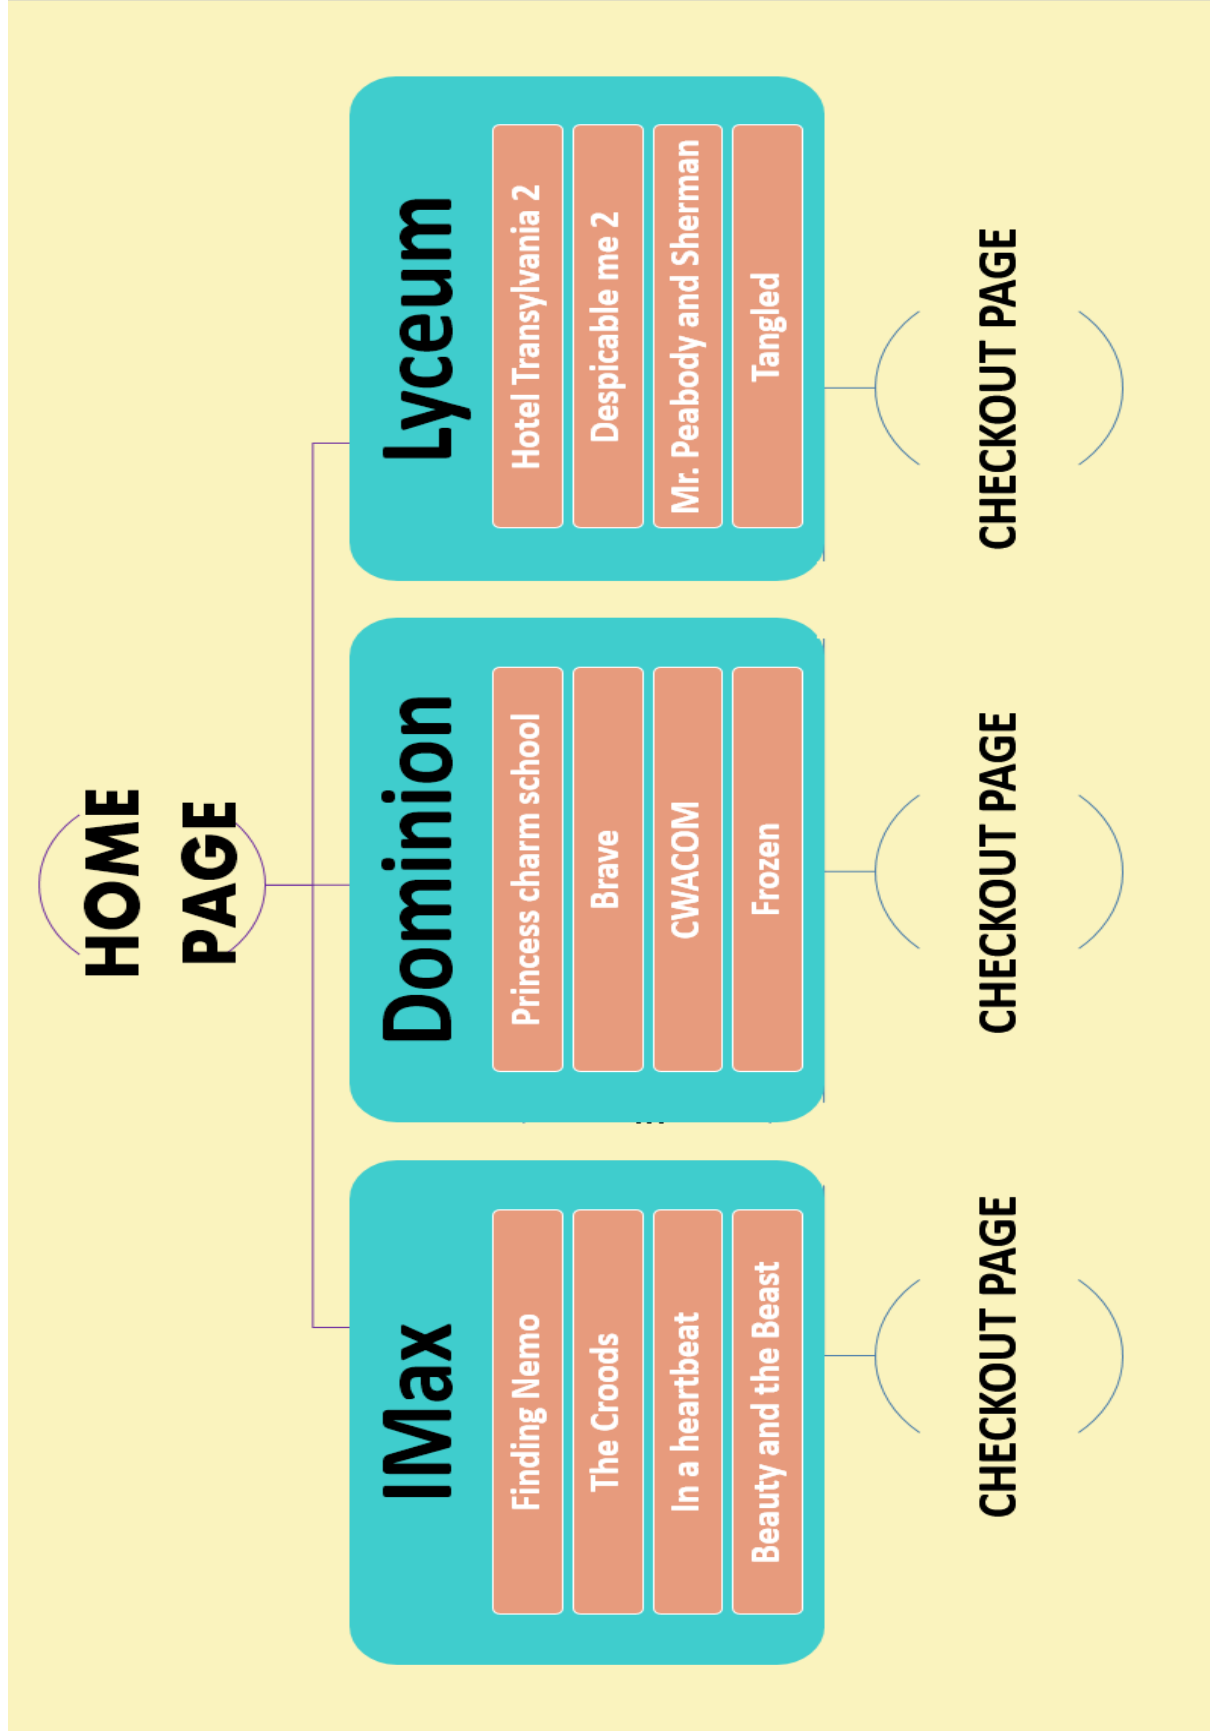 HOME
PAGE
IMax
Finding Nemo
The Croods
In a heartbeat
Beauty and the Beast
Dominion
Princess charm school
Brave
CWACOM
Frozen
Lyceum
Hotel Transylvania 2
Despicable me 2
Mr. Peabody and Sherman
Tangled
CHECKOUT PAGE
CHECKOUT PAGE
CHECKOUT PAGE